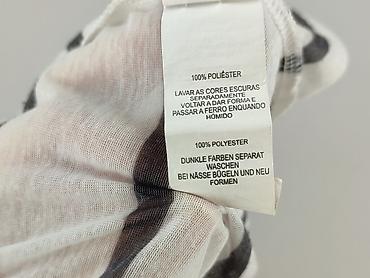 100% POLIÉSTER
LAVAR AS CORES ESCURAS
SEPARADAMENTE
VOLTAR A DAR FORMA E
PASSAR A FERRO ENQUANDO
HÚMIDO
100% POLYESTER
DUNKLE FARBEN SEPARAT
WASCHEN
BEI NÄSSE BÜGELN UND NEU
FORMEN